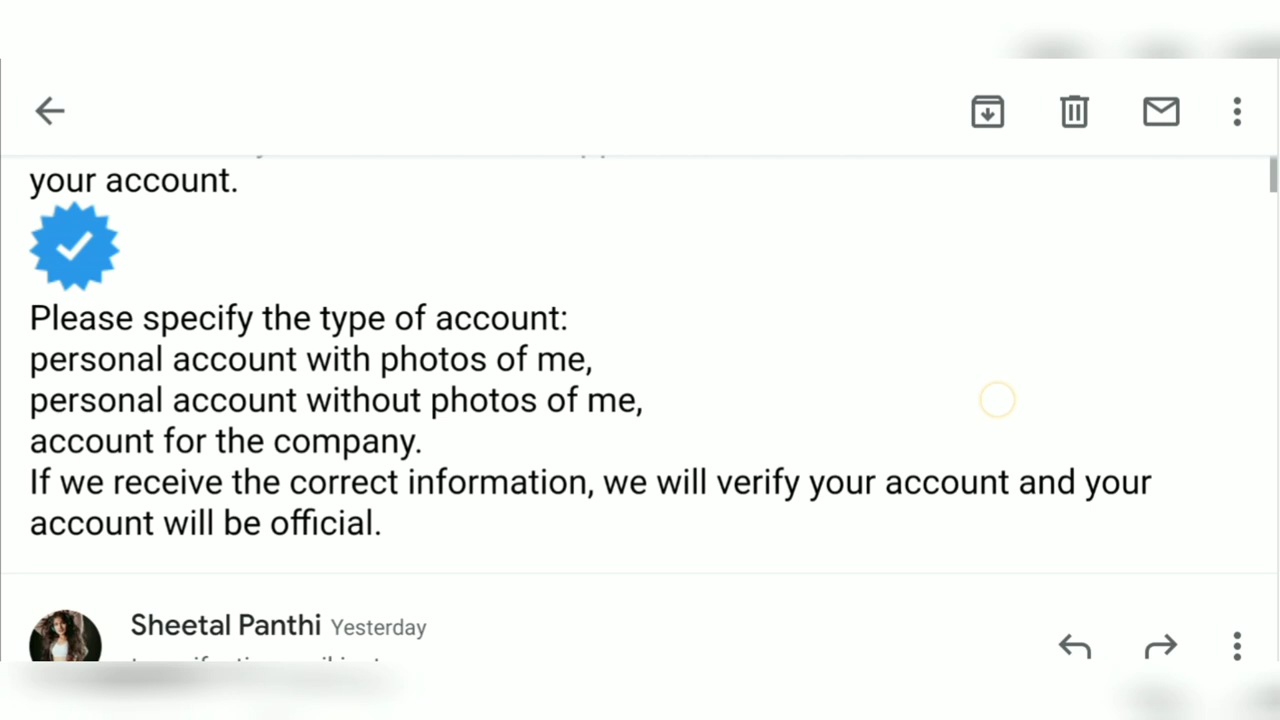 your account.
Please specify the type of account:
personal account with photos of me,
personal account without photos of me,
account for the company.
If we receive the correct information, we will verify your account and your
account will be official.
Sheetal Panthi Yesterday